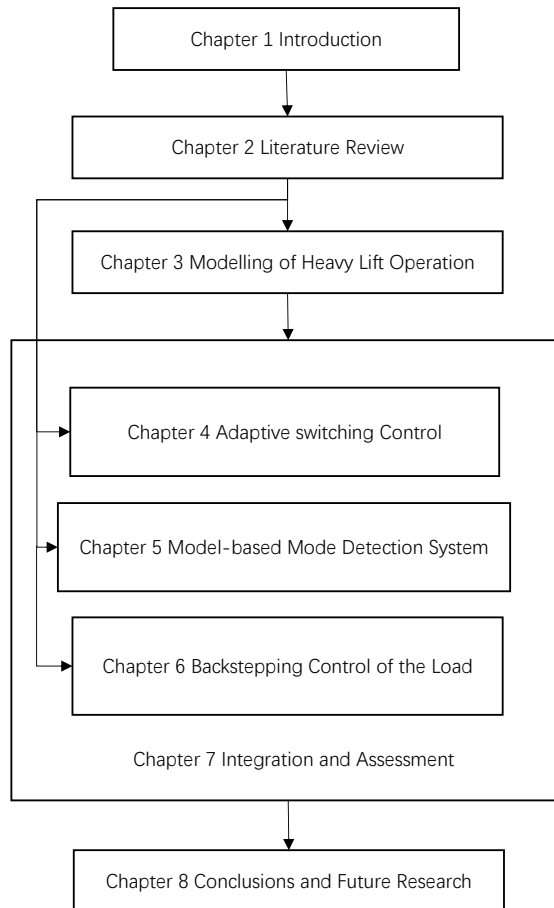 Chapter 1 Introduction
Chapter 2 Literature Review
Chapter 3 Modelling of Heavy Lift Operation
Chapter 4 Adaptive switching Control
Chapter 5 Model-based Mode Detection System
Chapter 6 Backstepping Control of the Load
Chapter 7 Integration and Assessment
Chapter 8 Conclusions and Future Research